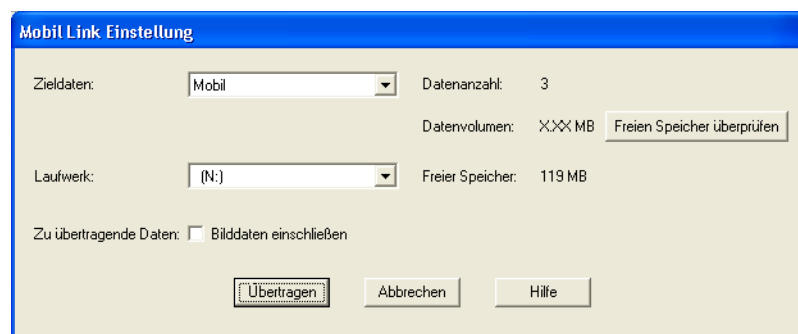 Mobil Link Einstellung
Zieldaten: Mobil Datenanzahl: 3
Datenvolumen: X.XX MB Freien Speicher überprüfen
Laufwerk: (N:) Freier Speicher: 119 MB
Zu übertragende Daten: Bilddaten einschließen
Übertragen Abbrechen Hilfe